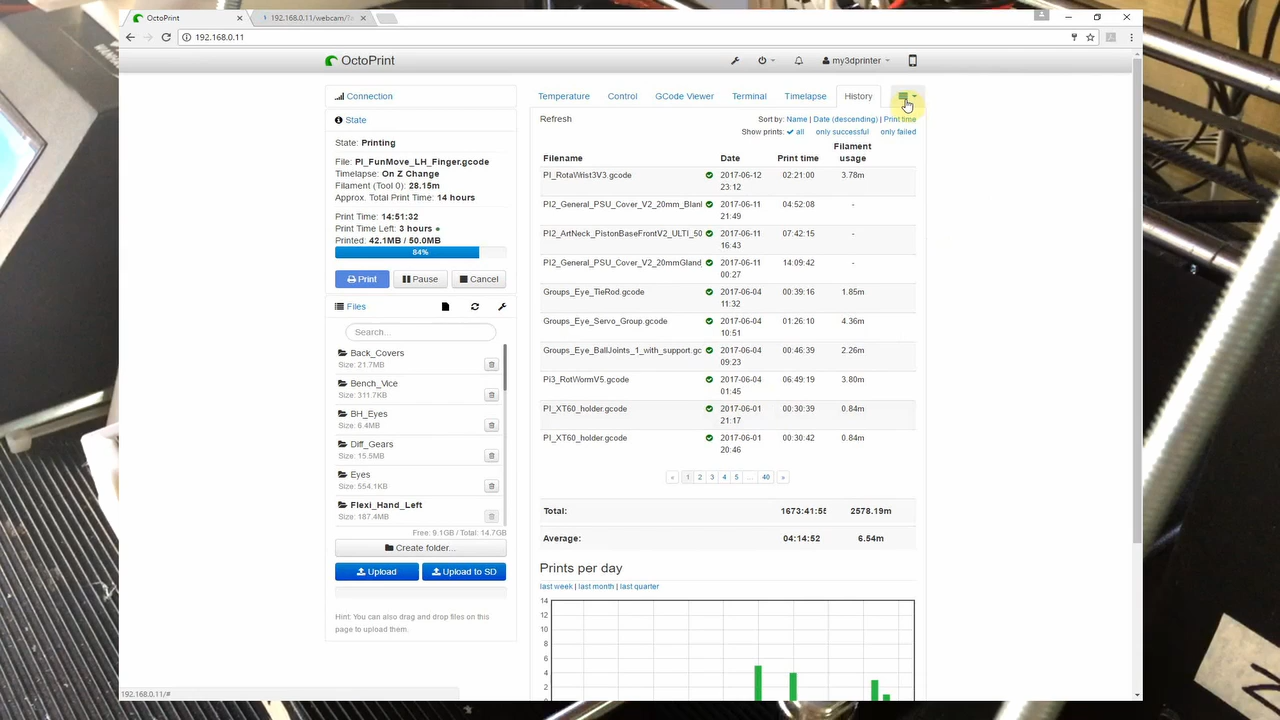 OctoPrint
192.168.0.11/webcam/?a
192.168.0.11
OctoPrint
my3dprinter
Connection
State
State: Printing
File: PI_FunMove_LH_Finger.gcode
Timelapse: On Z Change
Filament (Tool 0): 28.15m
Approx. Total Print Time: 14 hours
Print Time: 14:51:32
Print Time Left: 3 hours
Printed: 42.1MB / 50.0MB
84%
Print Pause Cancel
Files
Search...
Back_Covers
Size: 21.7MB
Bench_Vice
Size: 311.7KB
BH_Eyes
Size: 6.4MB
Diff_Gears
Size: 15.5MB
Eyes
Size: 554.1KB
Flexi_Hand_Left
Size: 187.4MB
Free: 9.1GB / Total: 14.7GB
Create folder...
Upload Upload to SD
Hint: You can also drag and drop files on this
page to upload them.
Temperature Control GCode Viewer Terminal Timelapse History
Refresh Sort by: Name | Date (descending) | Print time
Show prints: all only successful only failed
Filename Date Print time Filament usage
PI_RotaWrist3V3.gcode 2017-06-12 02:21:00 3.78m
23:12
PI2_General_PSU_Cover_V2_20mm_Blanl 2017-06-11 04:52:08 -
21:49
PI2_ArtNeck_PistonBaseFrontV2_ULTI_50 2017-06-11 07:42:15 -
16:43
PI2_General_PSU_Cover_V2_20mmGland 2017-06-11 14:09:42 -
00:27
Groups_Eye_TieRod.gcode 2017-06-04 00:39:16 1.85m
11:32
Groups_Eye_Servo_Group.gcode 2017-06-04 01:26:10 4.36m
10:51
Groups_Eye_BallJoints_1_with_support.gc 2017-06-04 00:46:39 2.26m
09:23
Pi3_RotWormV5.gcode 2017-06-04 06:49:19 3.80m
01:45
PI_XT60_holder.gcode 2017-06-01 00:30:39 0.84m
21:17
PI_XT60_holder.gcode 2017-06-01 00:30:42 0.84m
20:46
« 1 2 3 4 5 ... 40 »
Total: 1673:41:5 2578.19m
Average: 04:14:52 6.54m
Prints per day
last week | last month | last quarter
14
12
10
8
6
4
2
192.168.0.11/#